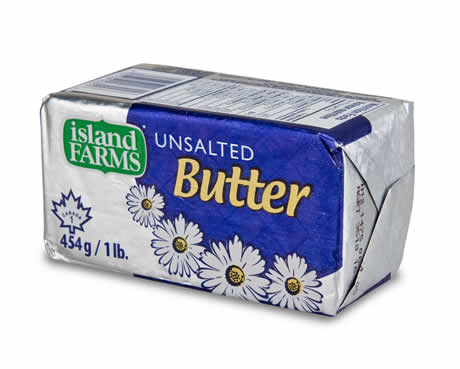 island
FARMS
UNSALTED
Butter
CANADA
1
454g / 1 lb.